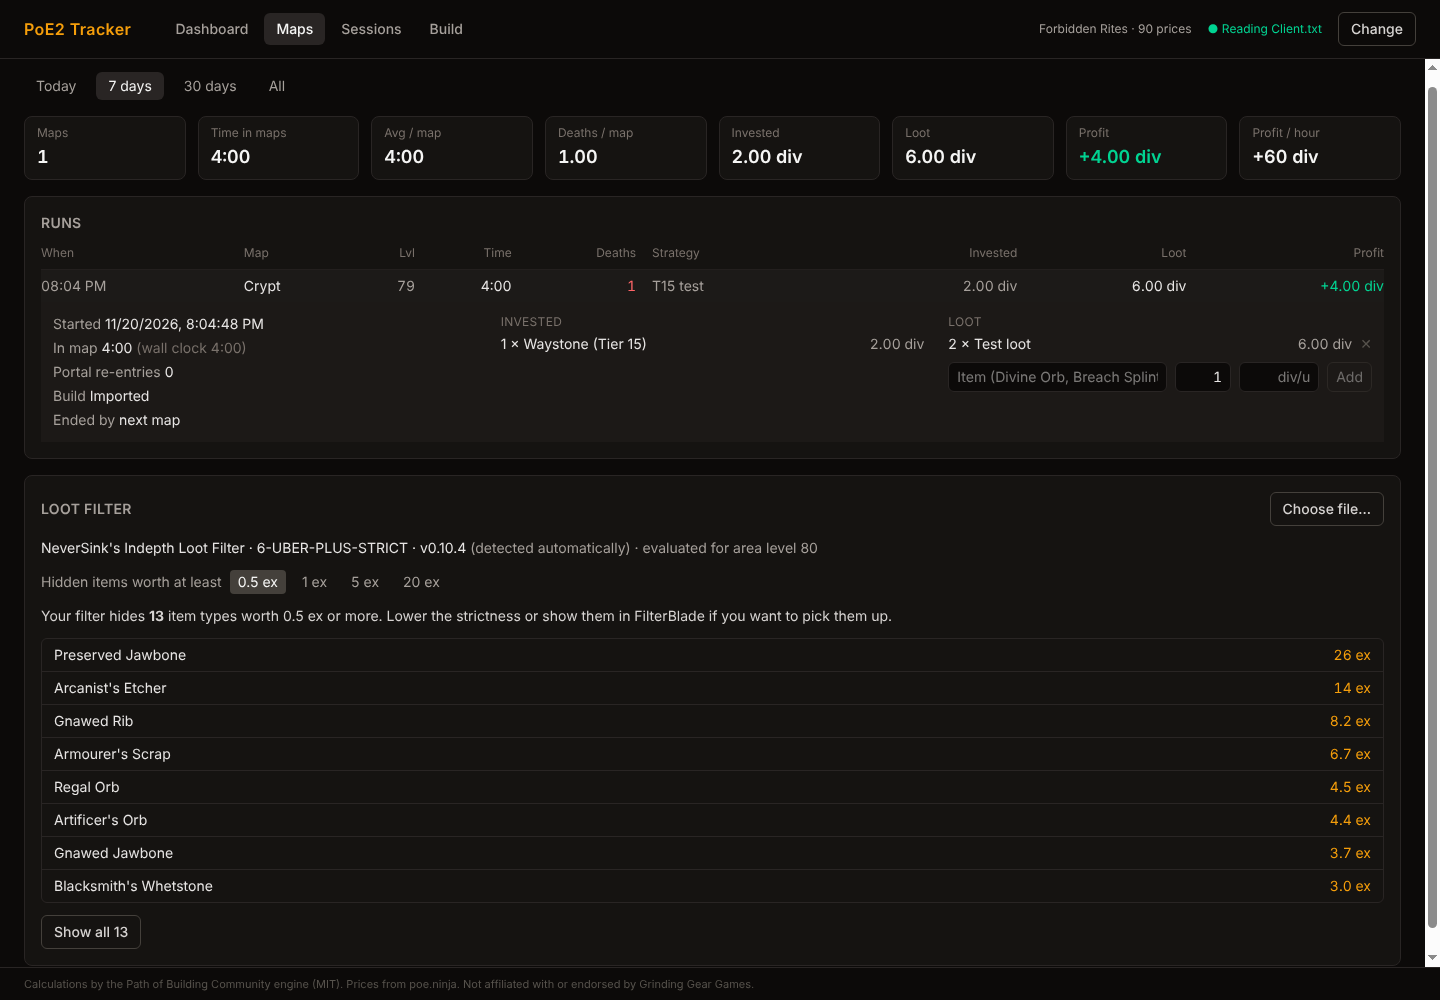 PoE2 Tracker Dashboard Maps Sessions Build Forbidden Rites · 90 prices Reading Client.txt Change
Today 7 days 30 days All
Maps Time in maps Avg / map Deaths / map Invested Loot Profit Profit / hour
1 4:00 4:00 1.00 2.00 div 6.00 div +4.00 div +60 div
RUNS
When Map Lvl Time Deaths Strategy Invested Loot Profit
08:04 PM Crypt 79 4:00 1 T15 test 2.00 div 6.00 div +4.00 div
Started 11/20/2026, 8:04:48 PM
In map 4:00 (wall clock 4:00)
Portal re-entries 0
Build Imported
Ended by next map
INVESTED
1 × Waystone (Tier 15) 2.00 div
LOOT
2 × Test loot 6.00 div ×
Item (Divine Orb, Breach Splint 1 div/u Add
LOOT FILTER Choose file...
NeverSink's Indepth Loot Filter · 6-UBER-PLUS-STRICT · v0.10.4 (detected automatically) · evaluated for area level 80
Hidden items worth at least 0.5 ex 1 ex 5 ex 20 ex
Your filter hides 13 item types worth 0.5 ex or more. Lower the strictness or show them in FilterBlade if you want to pick them up.
Preserved Jawbone 26 ex
Arcanist's Etcher 14 ex
Gnawed Rib 8.2 ex
Armourer's Scrap 6.7 ex
Regal Orb 4.5 ex
Artificer's Orb 4.4 ex
Gnawed Jawbone 3.7 ex
Blacksmith's Whetstone 3.0 ex
Show all 13
Calculations by the Path of Building Community engine (MIT). Prices from poe.ninja. Not affiliated with or endorsed by Grinding Gear Games.